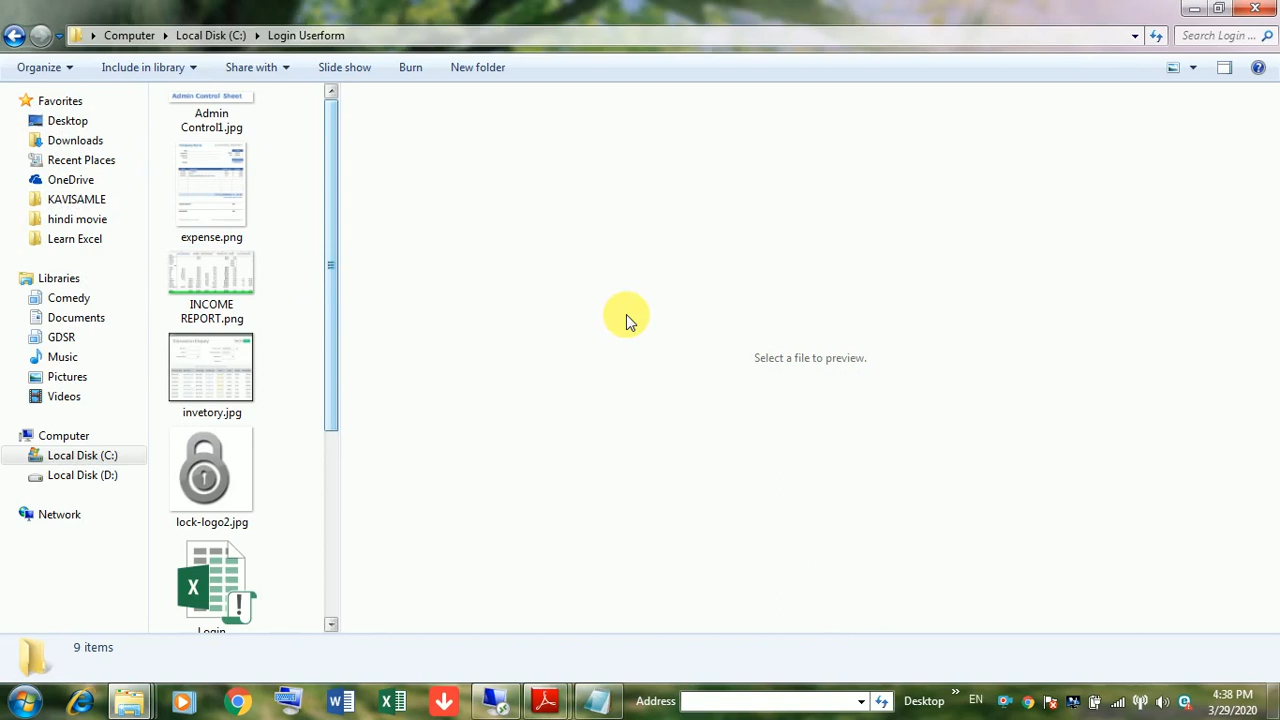 Computer
Local Disk (C:)
Login Userform
Search Login ...
Organize
Include in library
Share with
Slide show
Burn
New folder
Favorites
Desktop
Downloads
Recent Places
OneDrive
hindi movie
Learn Excel
Libraries
Comedy
Documents
GDSR
Music
Pictures
Videos
Computer
Local Disk (C:)
Local Disk (D:)
Network
Admin Control Sheet
Admin
Control1.jpg
expense.png
INCOME
REPORT.png
invetory.jpg
lock-logo2.jpg
Login
Select a file to preview.
9 items
Address
Desktop
EN
4:38 PM
3/29/2020